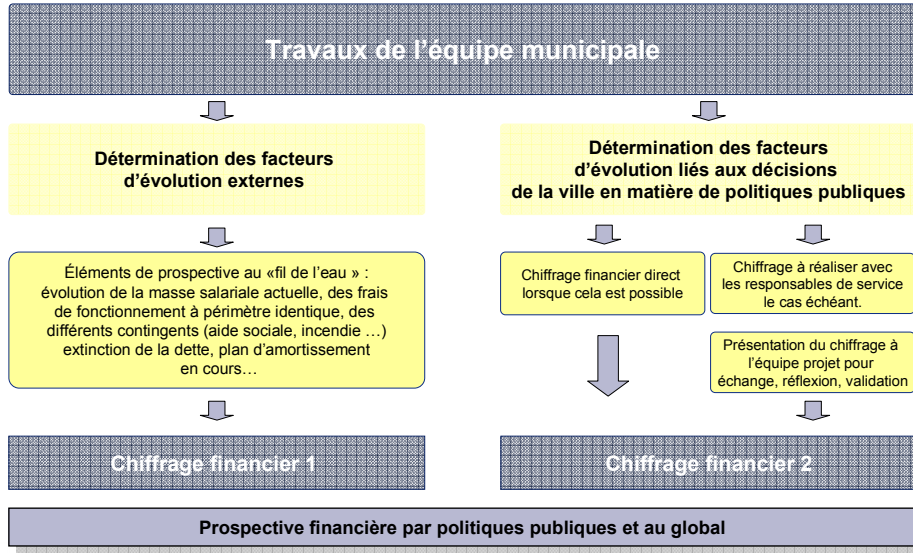 Travaux de l'équipe municipale
Détermination des facteurs
d'évolution externes
Éléments de prospective au «fil de l'eau » :
évolution de la masse salariale actuelle, des frais
de fonctionnement à périmètre identique, des
différents contingents (aide sociale, incendie …)
extinction de la dette, plan d'amortissement
en cours…
Chiffrage financier 1
Détermination des facteurs
d'évolution liés aux décisions
de la ville en matière de politiques publiques
Chiffrage financier direct
lorsque cela est possible
Chiffrage à réaliser avec
les responsables de service
le cas échéant.
Présentation du chiffrage à
l'équipe projet pour
échange, réflexion, validation
Chiffrage financier 2
Prospective financière par politiques publiques et au global